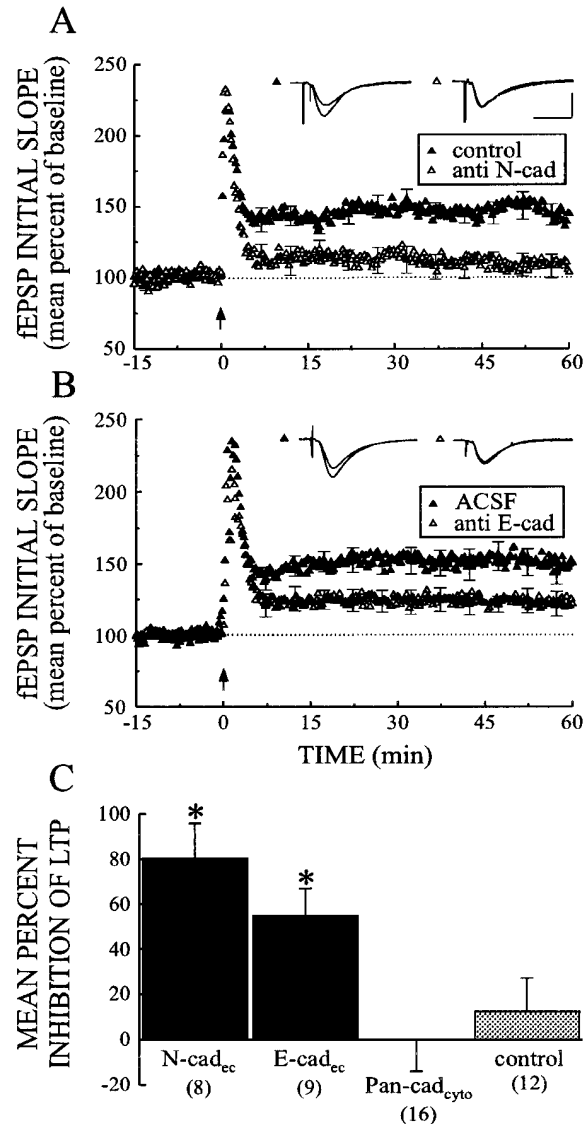 A
fEPSP INITIAL SLOPE
(mean percent of baseline)
250
200
150
100
50
control
anti N-cad
-15 0 15 30 45 60
B
fEPSP INITIAL SLOPE
(mean percent of baseline)
250
200
150
100
50
ACSF
anti E-cad
-15 0 15 30 45 60
TIME (min)
C
MEAN PERCENT
INHIBITION OF LTP
100
80
60
40
20
0
-20
* *
N-cadec E-cadec Pan-cadcyto control
(8) (9) (16) (12)